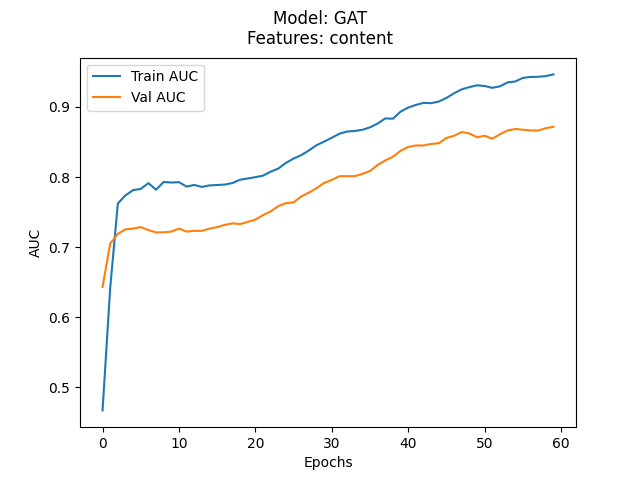 Model: GAT
Features: content
Train AUC
Val AUC
0.9
0.8
0.7
0.6
0.5
AUC
0 10 20 30 40 50 60
Epochs